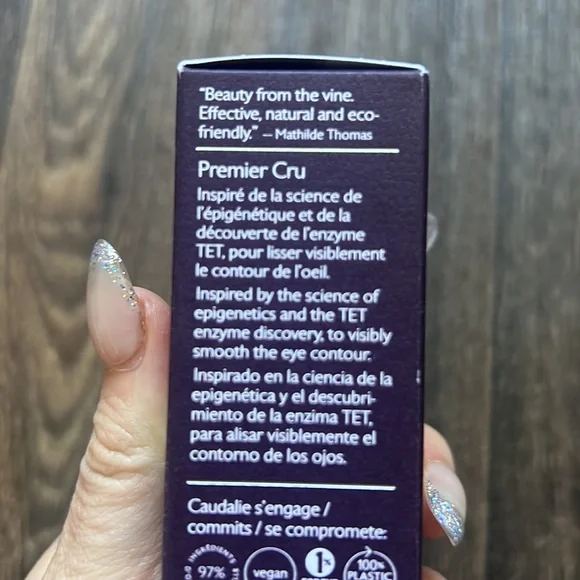 "Beauty from the vine.
Effective, natural and eco-
friendly." — Mathilde Thomas
Premier Cru
Inspiré de la science de
l'épigénétique et de la
découverte de l'enzyme
TET, pour lisser visiblement
le contour de l'oeil.
Inspired by the science of
epigenetics and the TET
enzyme discovery, to visibly
smooth the eye contour.
Inspirado en la ciencia de la
epigenética y el descubri-
miento de la enzima TET,
para alisar visiblemente el
contorno de los ojos.
Caudalie s'engage /
commits / se compromete:
INGRÉDIENTS
97%
vegan
1%
100%
PLASTIC